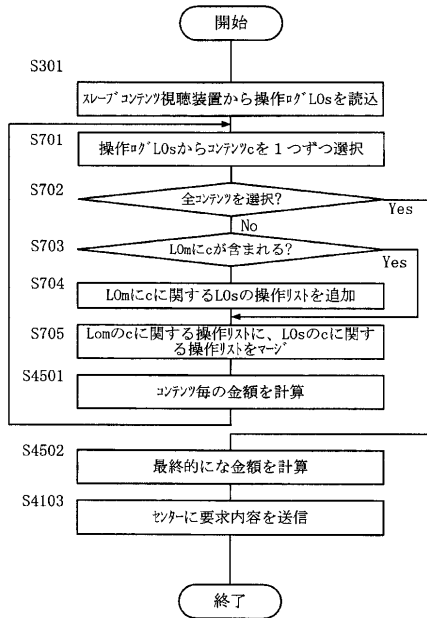 開始
S301
スレーブコンテンツ視聴装置から操作ログLOsを読込
S701
操作ログLOsからコンテンツcを1つずつ選択
S702
全コンテンツを選択?
Yes
No
S703
LOmにcが含まれる?
Yes
S704
LOmにcに関するLOsの操作リストを追加
S705
Lomのcに関する操作リストに、LOsのcに関す
る操作リストをマージ
S4501
コンテンツ毎の金額を計算
S4502
最終的にな金額を計算
S4103
センターに要求内容を送信
終了